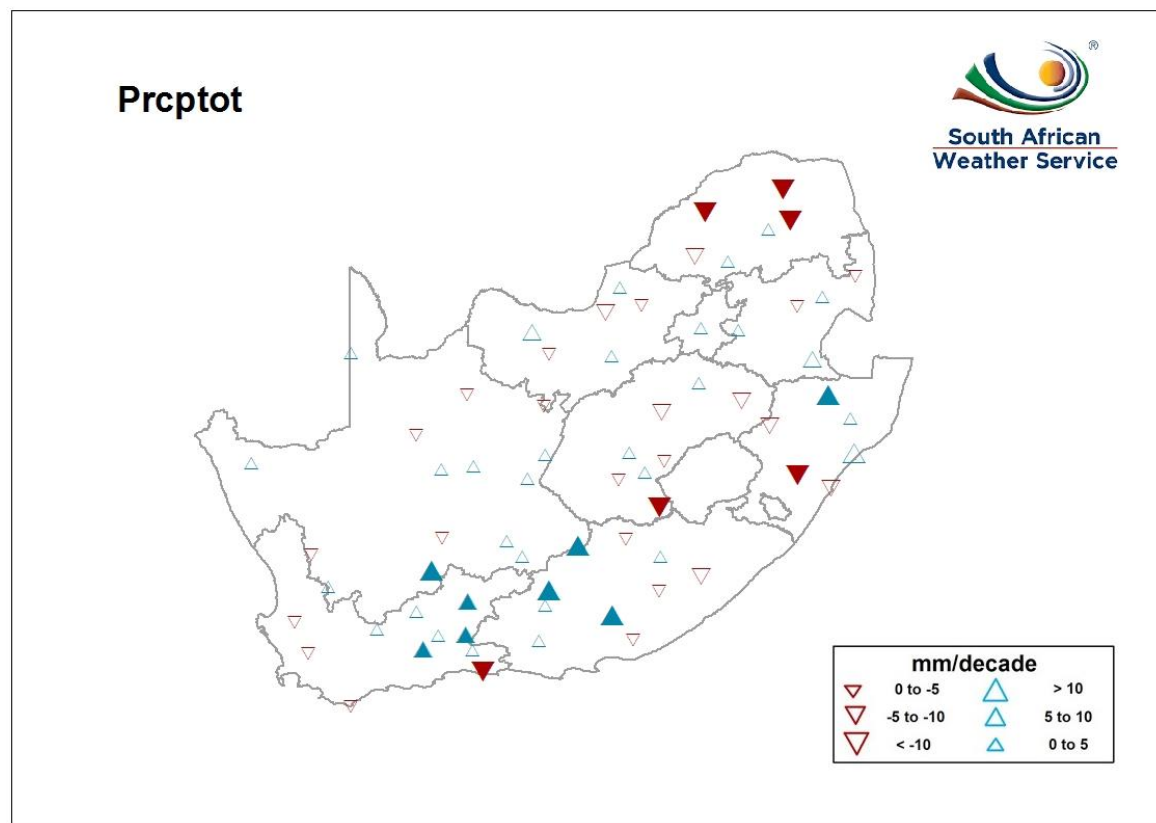 Prcptot
®
South African
Weather Service
mm/decade
0 to -5
> 10
-5 to -10
5 to 10
< -10
0 to 5